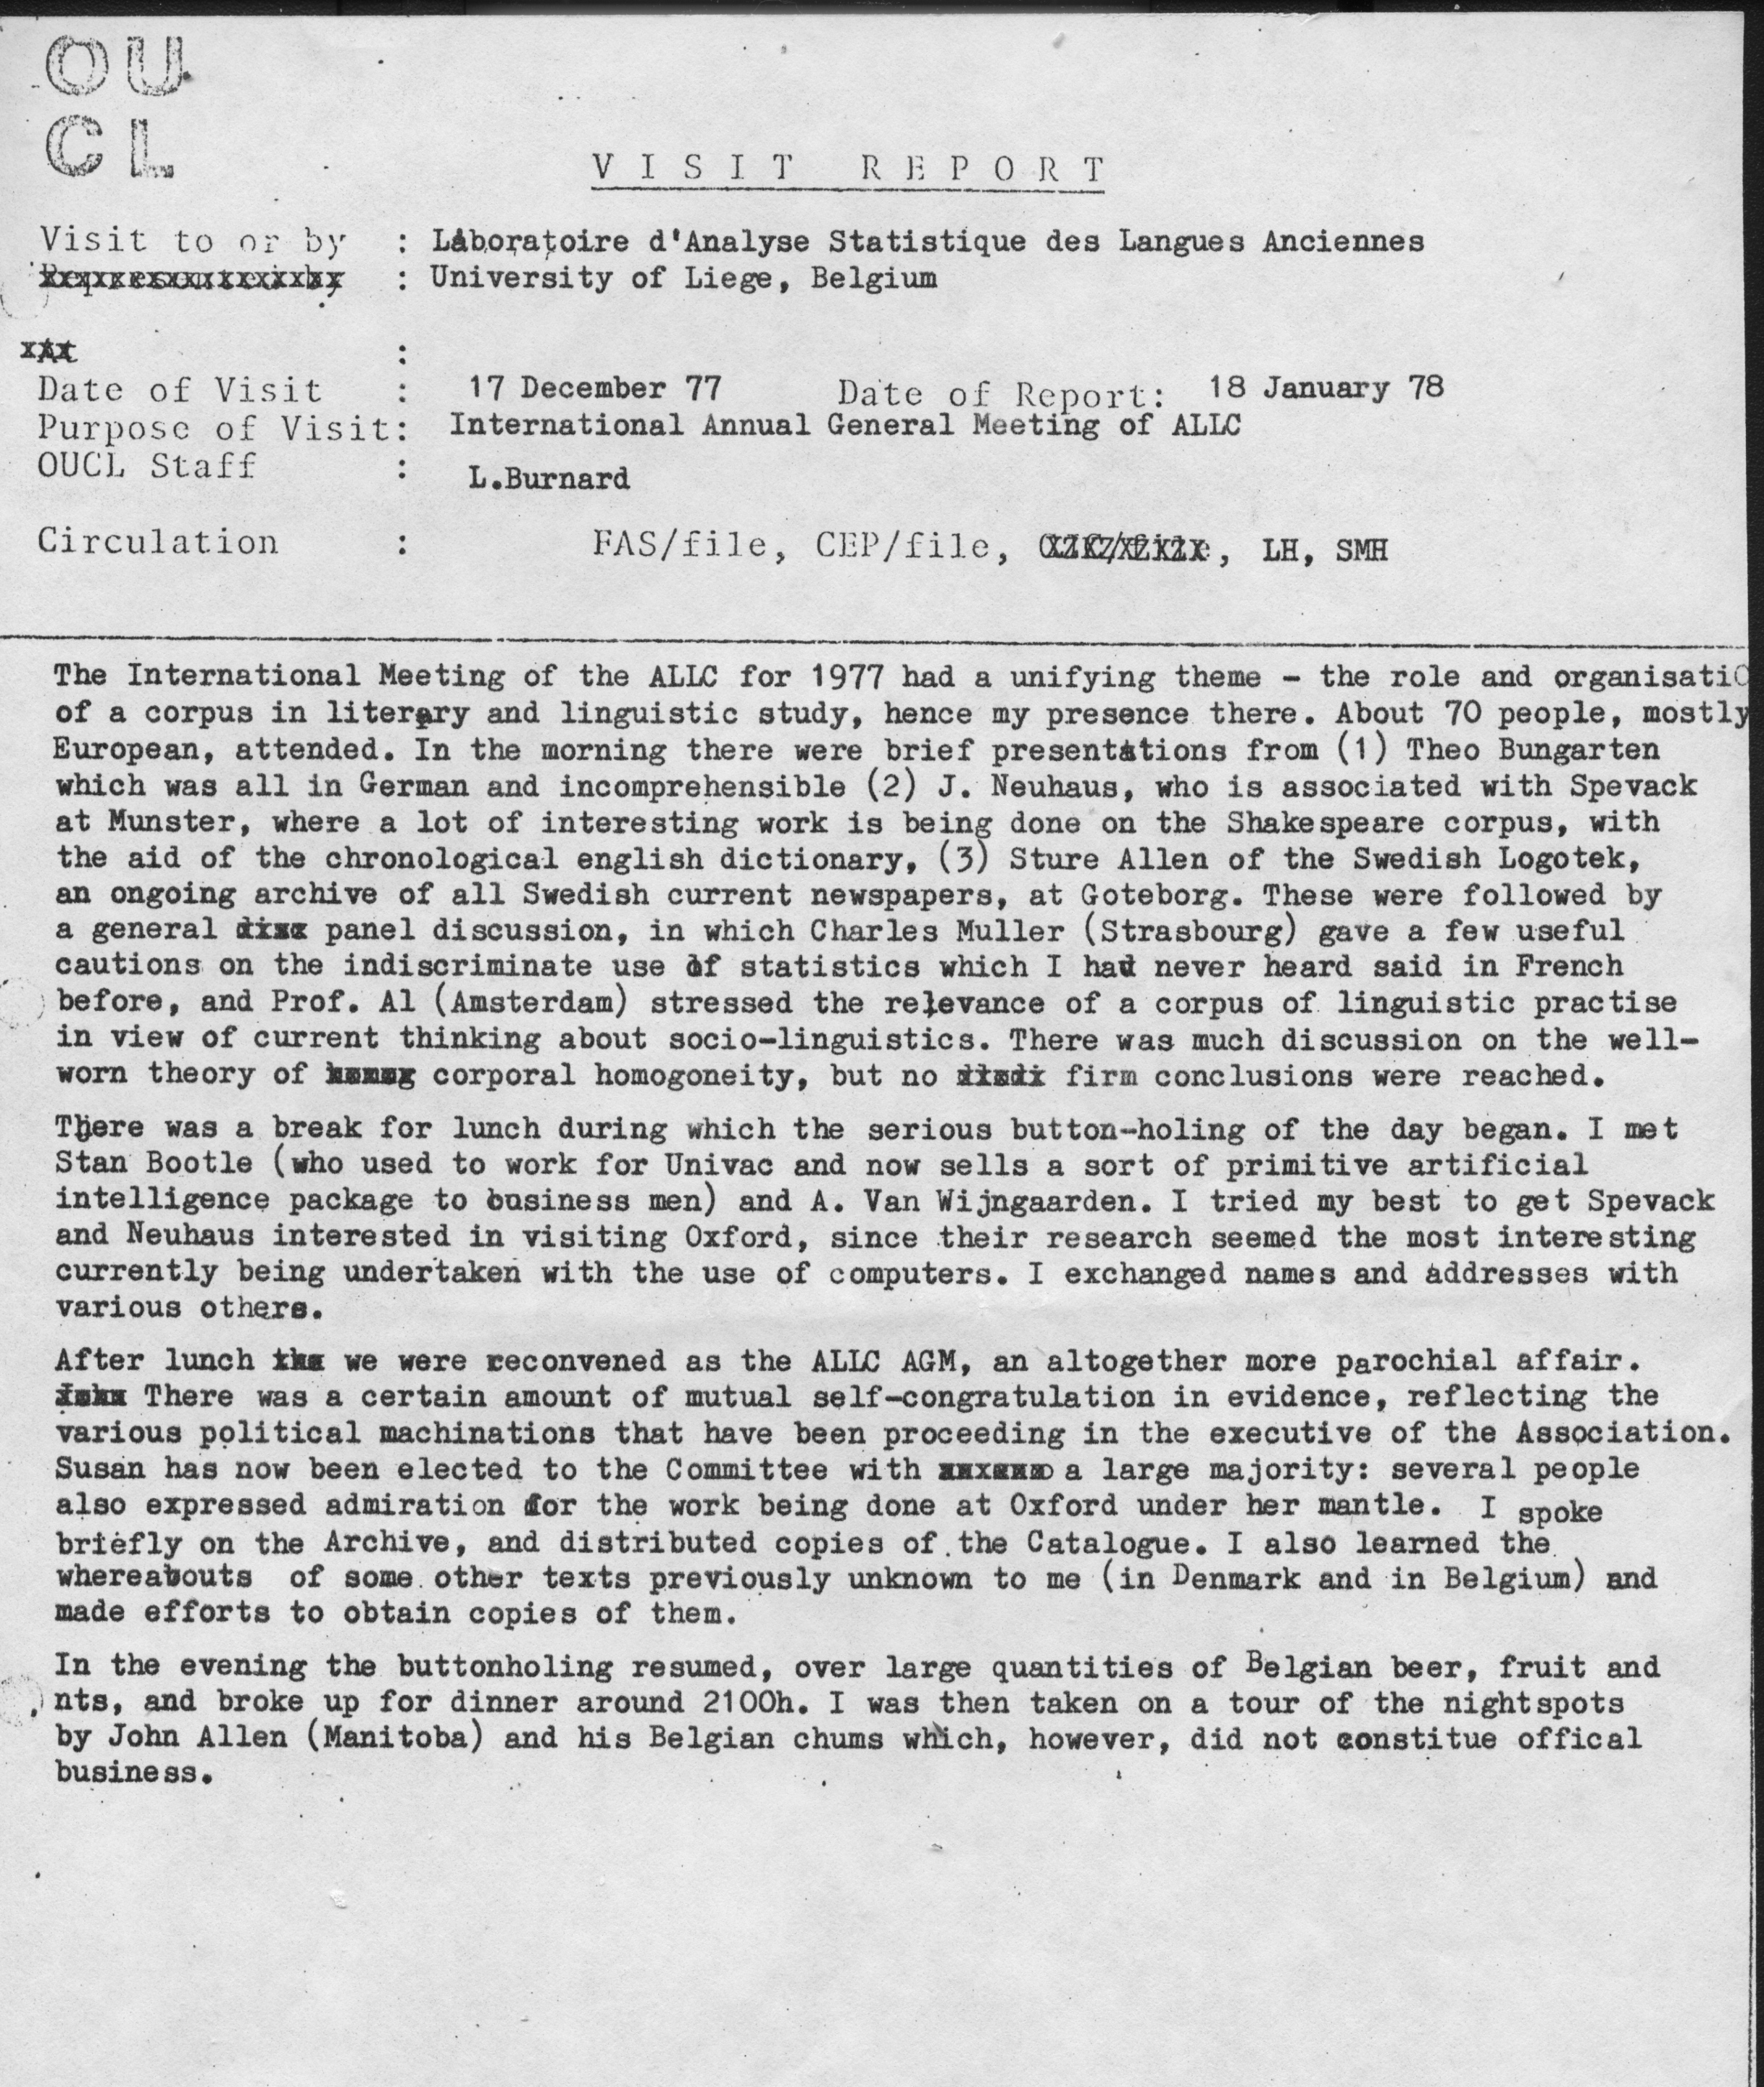 OU
CL
VISIT REPORT
Visit to or by : Laboratoire d'Analyse Statistique des Langues Anciennes
: University of Liege, Belgium
:
Date of Visit : 17 December 77 Date of Report: 18 January 78
Purpose of Visit: International Annual General Meeting of ALLC
OUCL Staff : L.Burnard
Circulation : FAS/file, CEP/file, , LH, SMH
The International Meeting of the ALLC for 1977 had a unifying theme - the role and organisatio
of a corpus in literary and linguistic study, hence my presence there. About 70 people, mostly
European, attended. In the morning there were brief presentations from (1) Theo Bungarten
which was all in German and incomprehensible (2) J. Neuhaus, who is associated with Spevack
at Munster, where a lot of interesting work is being done on the Shakespeare corpus, with
the aid of the chronological english dictionary, (3) Sture Allen of the Swedish Logotek,
an ongoing archive of all Swedish current newspapers, at Goteborg. These were followed by
a general panel discussion, in which Charles Muller (Strasbourg) gave a few useful
cautions on the indiscriminate use of statistics which I had never heard said in French
before, and Prof. Al (Amsterdam) stressed the relevance of a corpus of linguistic practise
in view of current thinking about socio-linguistics. There was much discussion on the well-
worn theory of corporal homogoneity, but no firm conclusions were reached.
There was a break for lunch during which the serious button-holing of the day began. I met
Stan Bootle (who used to work for Univac and now sells a sort of primitive artificial
intelligence package to business men) and A. Van Wijngaarden. I tried my best to get Spevack
and Neuhaus interested in visiting Oxford, since their research seemed the most interesting
currently being undertaken with the use of computers. I exchanged names and addresses with
various others.
After lunch we were reconvened as the ALLC AGM, an altogether more parochial affair.
There was a certain amount of mutual self-congratulation in evidence, reflecting the
various political machinations that have been proceeding in the executive of the Association.
Susan has now been elected to the Committee with a large majority: several people
also expressed admiration for the work being done at Oxford under her mantle. I spoke
briefly on the Archive, and distributed copies of the Catalogue. I also learned the
whereabouts of some other texts previously unknown to me (in Denmark and in Belgium) and
made efforts to obtain copies of them.
In the evening the buttonholing resumed, over large quantities of Belgian beer, fruit and
nts, and broke up for dinner around 2100h. I was then taken on a tour of the nightspots
by John Allen (Manitoba) and his Belgian chums which, however, did not constitue offical
business.